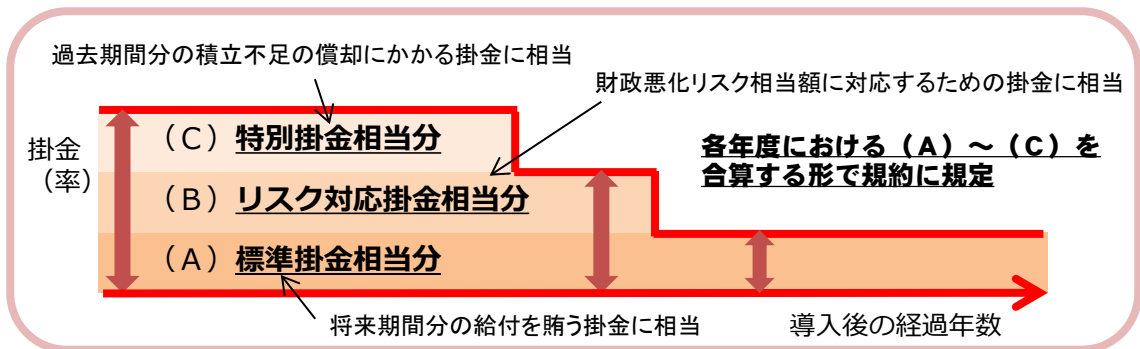 過去期間分の積立不足の償却にかかる掛金に相当
財政悪化リスク相当額に対応するための掛金に相当
掛金
（率）
（C）特別掛金相当分
（B）リスク対応掛金相当分
（A）標準掛金相当分
各年度における（A）～（C）を
合算する形で規約に規定
将来期間分の給付を賄う掛金に相当
導入後の経過年数